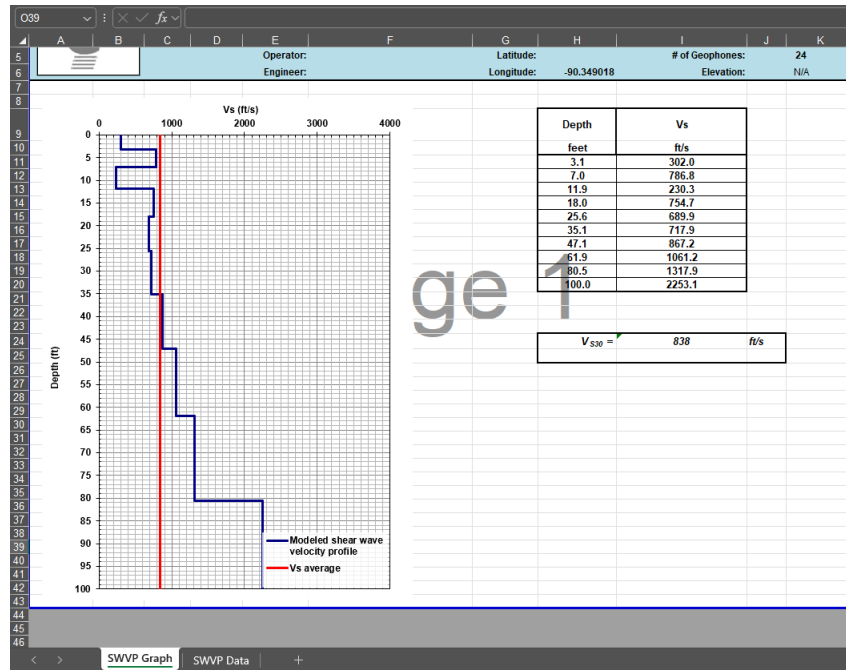 O39 fx
A B C D E F G H I J K
5 Operator: Latitude: # of Geophones: 24
6 Engineer: Longitude: -90.349018 Elevation: N/A
7
8
Vs (ft/s)
0 1000 2000 3000 4000
9 Depth Vs
10 feet ft/s
11 3.1 302.0
12 7.0 786.8
13 11.9 230.3
14 18.0 754.7
15 25.6 689.9
16 35.1 717.9
17 47.1 867.2
18 61.9 1061.2
19 80.5 1317.9
20 100.0 2253.1
21
22
23
24 VS30 = 838 ft/s
25
26
27
28
29
30
31
32
33
34
35
36
37
38
39
40
41
42
43
44
45
46
ge 1
Depth (ft)
0
5
10
15
20
25
30
35
40
45
50
55
60
65
70
75
80
85
90
95
100
Modeled shear wave
velocity profile
Vs average
SWVP Graph SWVP Data +